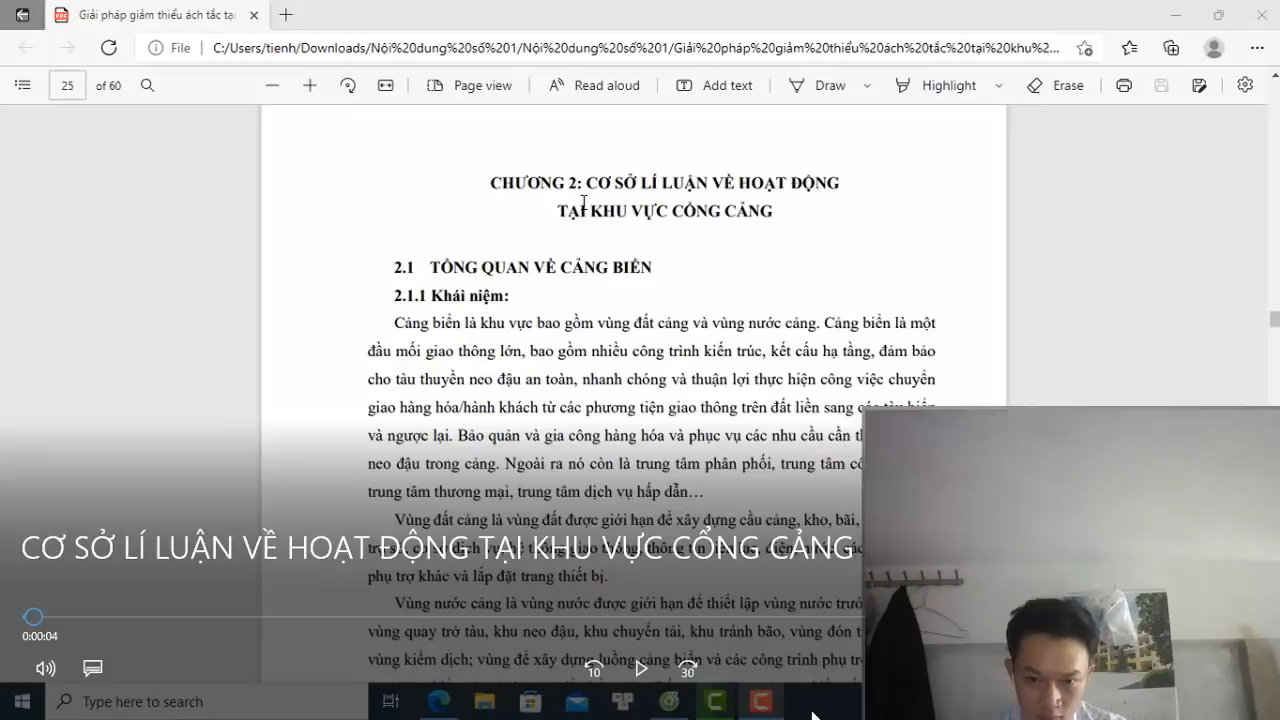 Giải pháp giảm thiểu ách tắc tại
File C:/Users/tienh/Downloads/Nội%20dung%20số%201/Nội%20dung%20số%201/Giải%20pháp%20giảm%20thiểu%20ách%20tắc%20tại%20khu%2...
25 of 60 Page view Read aloud Add text Draw Highlight Erase
CHƯƠNG 2: CƠ SỞ LÍ LUẬN VỀ HOẠT ĐỘNG
TẠI KHU VỰC CỔNG CẢNG
2.1 TỔNG QUAN VỀ CẢNG BIỂN
2.1.1 Khái niệm:
Cảng biển là khu vực bao gồm vùng đất cảng và vùng nước cảng. Cảng biển là một
đầu mối giao thông lớn, bao gồm nhiều công trình kiến trúc, kết cấu hạ tầng, đảm bảo
cho tàu thuyền neo đậu an toàn, nhanh chóng và thuận lợi thực hiện công việc chuyển
giao hàng hóa/hành khách từ các phương tiện giao thông trên đất liền sang các tàu biển
và ngược lại. Bảo quản và gia công hàng hóa và phục vụ các nhu cầu cần
neo đậu trong cảng. Ngoài ra nó còn là trung tâm phân phối, trung tâm
trung tâm thương mại, trung tâm dịch vụ hấp dẫn…
Vùng đất cảng là vùng đất được giới hạn để xây dựng cầu cảng, kho, bãi,
CƠ SỞ LÍ LUẬN VỀ HOẠT ĐỘNG TẠI KHU VỰC CỔNG CẢNG
phụ trợ khác và lắp đặt trang thiết bị.
Vùng nước cảng là vùng nước được giới hạn để thiết lập vùng nước
vùng quay trở tàu, khu neo đậu, khu chuyển tải, khu tránh bão, vùng đón
0:00:04
vùng kiểm dịch; vùng để xây dựng luồng cảng biển và các công trình phụ
10 30
Type here to search